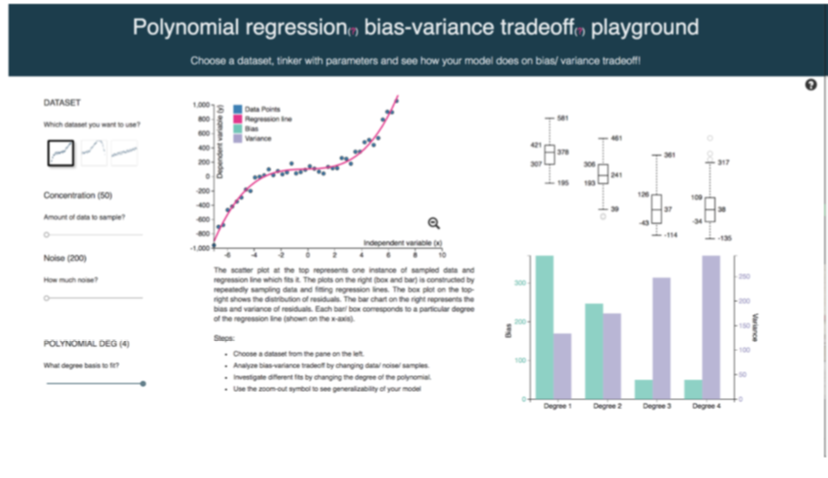 Polynomial regression(?) bias-variance tradeoff(?) playground
Choose a dataset, tinker with parameters and see how your model does on bias/ variance tradeoff!
?
DATASET
Which dataset you want to use?
Concentration (50)
Amount of data to sample?
Noise (200)
How much noise?
POLYNOMIAL DEG (4)
What degree basis to fit?
Dependent variable (y)
1,000
800
600
400
200
0
-200
-400
-600
-800
-1,000
Data Points
Regression line
Bias
Variance
Independent variable (x)
-6 -4 -2 0 2 4 6 8 10
The scatter plot at the top represents one instance of sampled data and
regression line which fits it. The plots on the right (box and bar) is constructed by
repeatedly sampling data and fitting regression lines. The box plot on the top-
right shows the distribution of residuals. The bar chart on the right represents the
bias and variance of residuals. Each bar/ box corresponds to a particular degree
of the regression line (shown on the x-axis).
Steps:
• Choose a dataset from the pane on the left.
• Analyze bias-variance tradeoff by changing data/ noise/ samples.
• Investigate different fits by changing the degree of the polynomial.
• Use the zoom-out symbol to see generalizability of your model
581
421
378
307
195
461
308
241
193
39
361
126
37
-43
-114
317
109
38
-34
-135
Bias
300
200
100
0
Variance
250
200
150
100
50
0
Degree 1 Degree 2 Degree 3 Degree 4